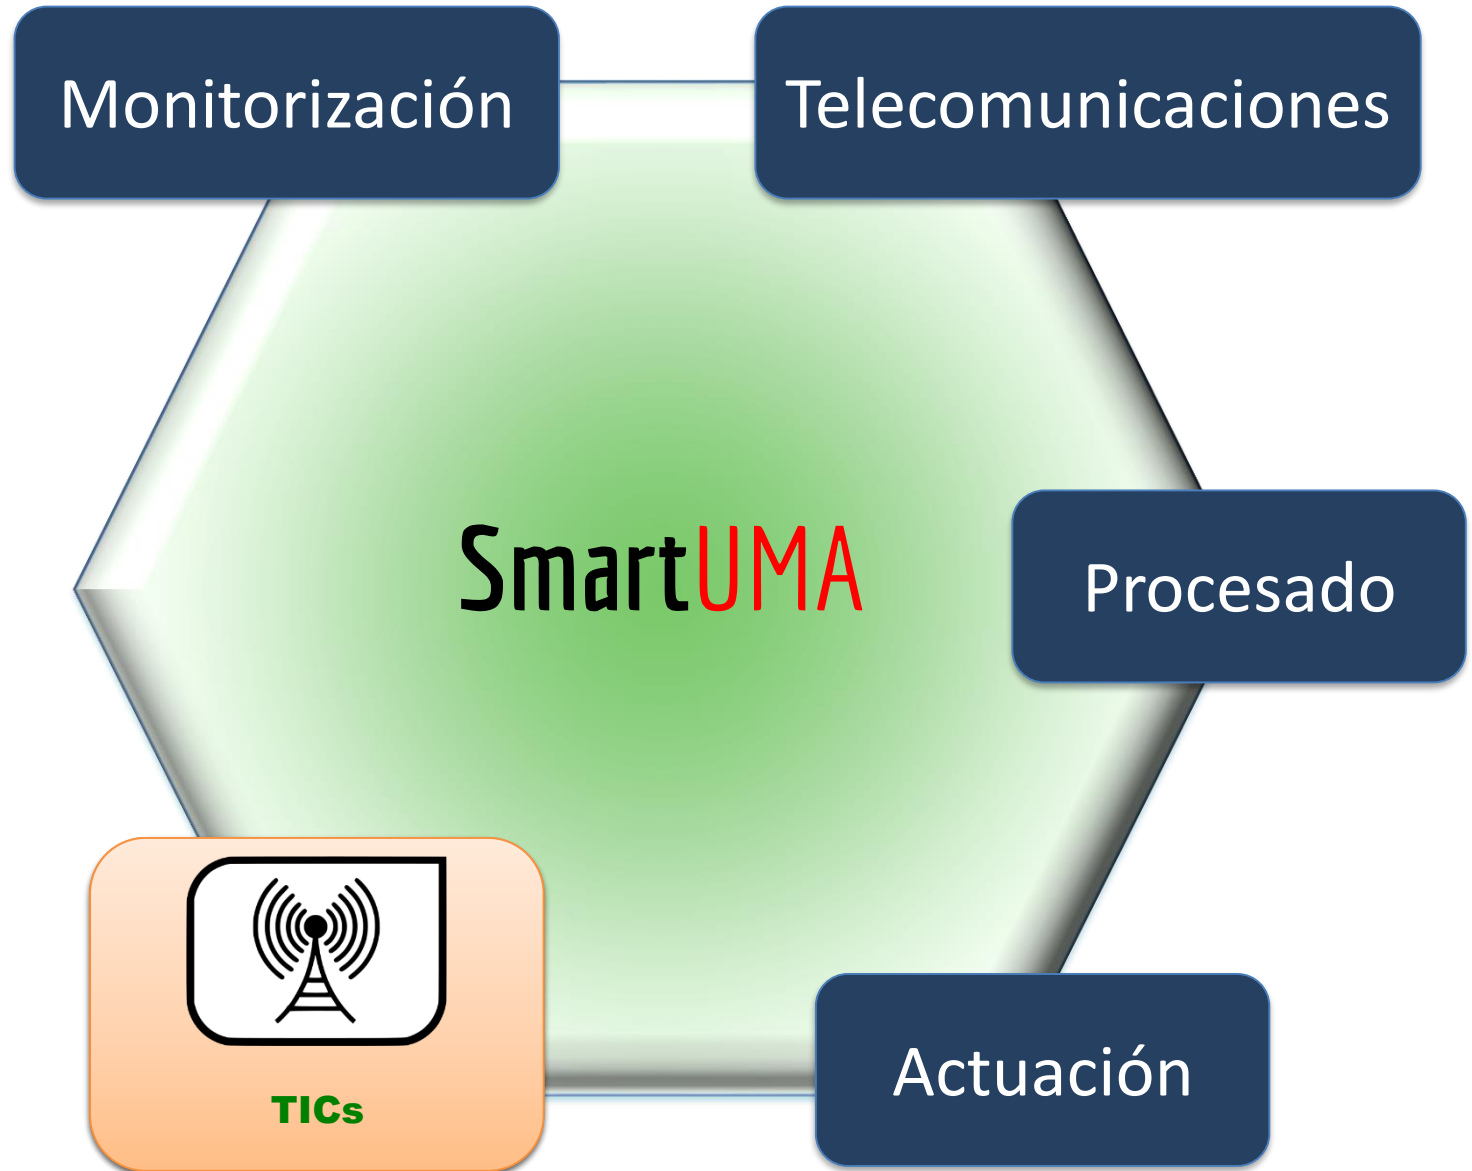 Monitorización
Telecomunicaciones
SmartUMA
Procesado
TICs
Actuación